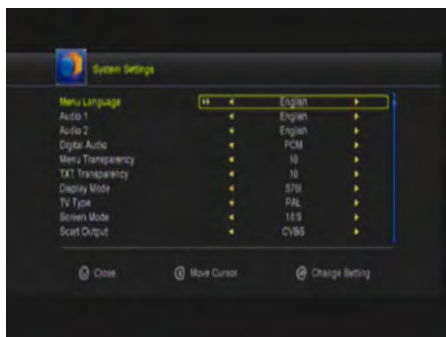 System Settings
Menu Language English
Audio 1 English
Audio 2 English
Digital Audio PCM
Menu Transparency 10
TXT Transparency 10
Display Mode 576I
TV Type PAL
Screen Mode 16:9
Scart Output CVBS
Close Move Cursor Change Setting